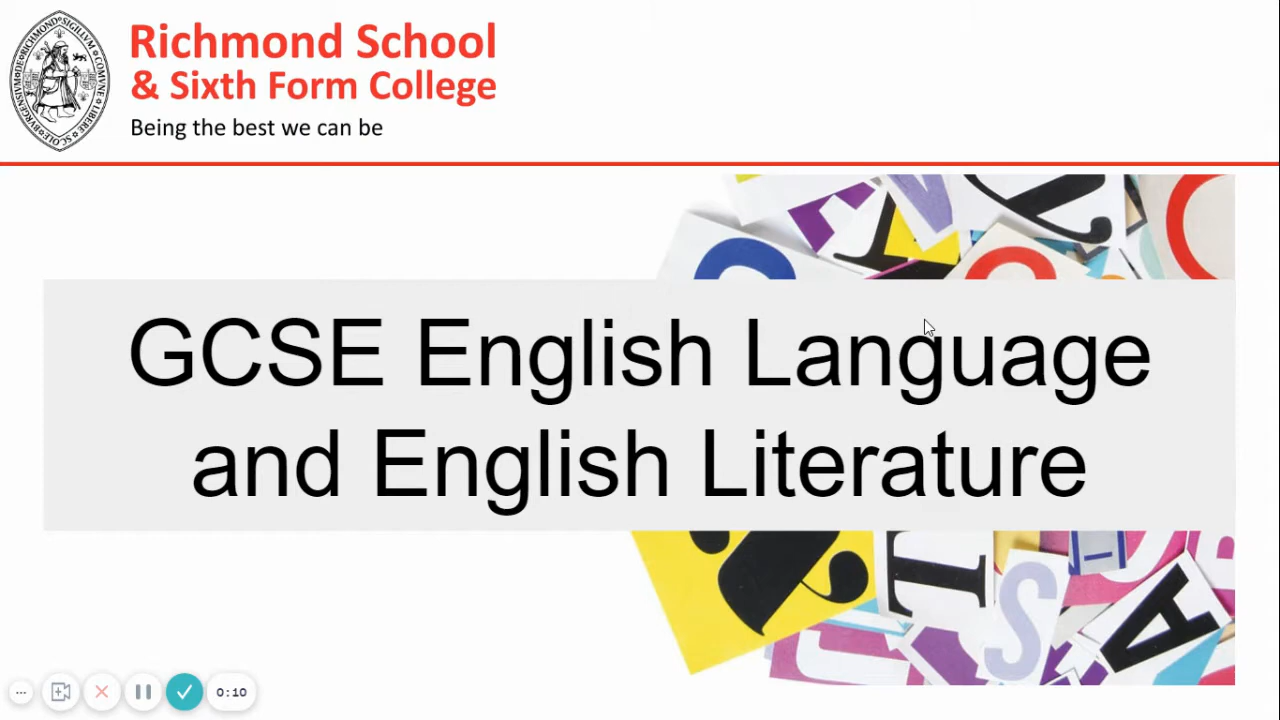 Richmond School
& Sixth Form College
Being the best we can be
GCSE English Language
and English Literature
0:10